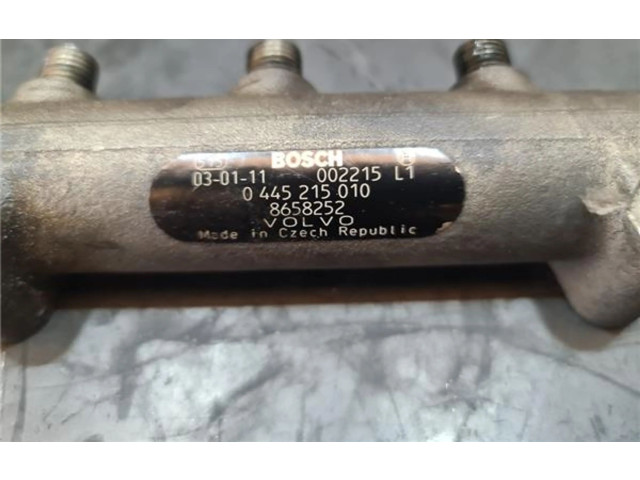 BOSCH
03-01-11 002215 L1
0 445 215 010
8658252
VOLVO
Made in Czech Republic